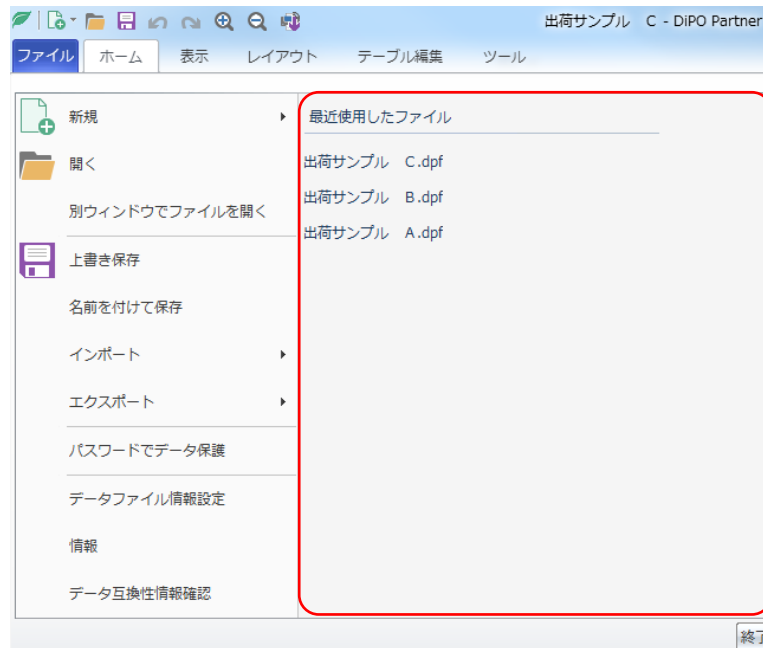 出荷サンプル C - DiPO Partner
ファイル ホーム 表示 レイアウト テーブル編集 ツール
新規
開く
別ウィンドウでファイルを開く
上書き保存
名前を付けて保存
インポート
エクスポート
パスワードでデータ保護
データファイル情報設定
情報
データ互換性情報確認
最近使用したファイル
出荷サンプル C.dpf
出荷サンプル B.dpf
出荷サンプル A.dpf
終了